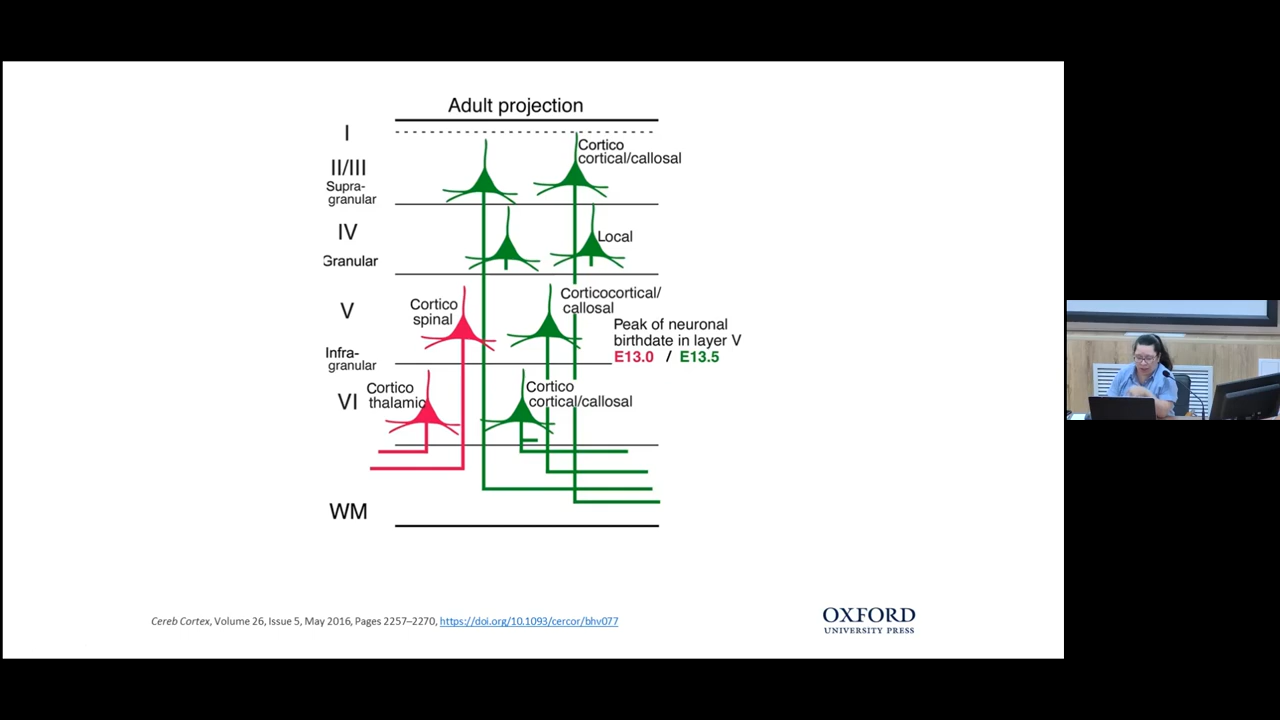 Adult projection
I
Cortico
cortical/callosal
II/III
Supra-
granular
IV
Local
Granular
V
Cortico
spinal
Corticocortical/
callosal
Peak of neuronal
birthdate in layer V
E13.0 / E13.5
Infra-
granular
VI
Cortico
thalamic
Cortico
cortical/callosal
WM
Cereb Cortex, Volume 26, Issue 5, May 2016, Pages 2257–2270, https://doi.org/10.1093/cercor/bhv077
OXFORD
UNIVERSITY PRESS